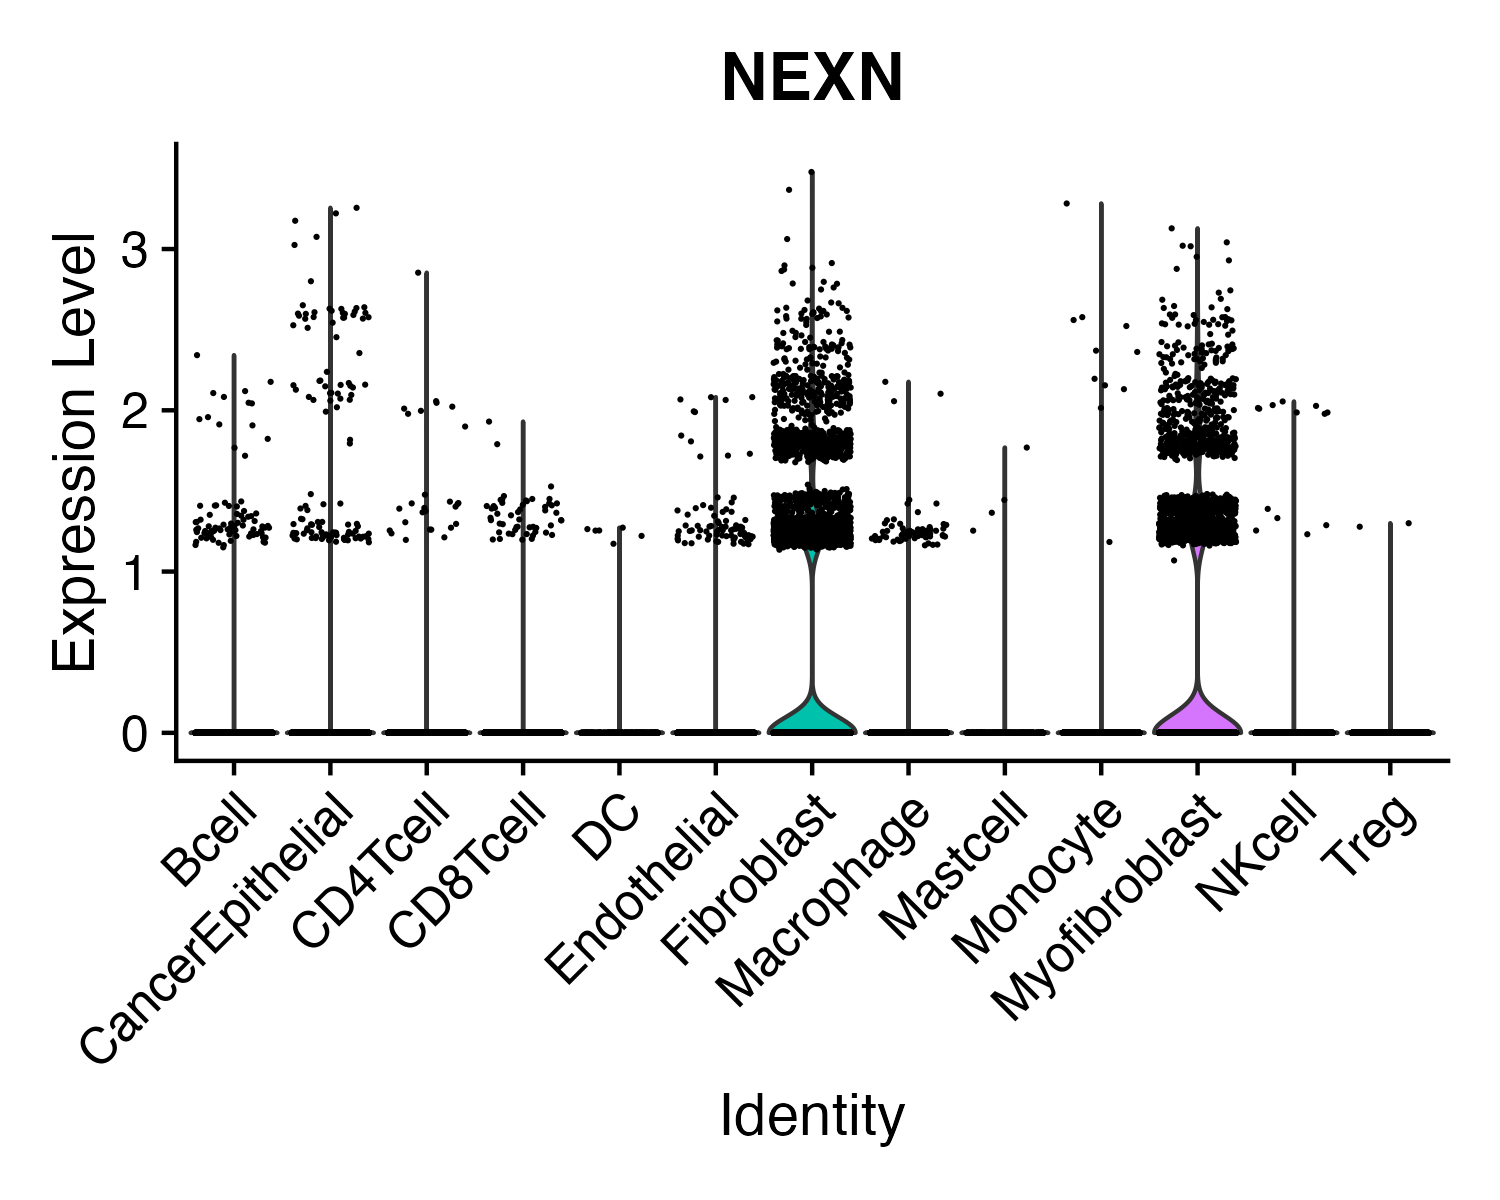 NEXN
Expression Level
3
2
1
0
Bcell
CancerEpithelial
CD4Tcell
CD8Tcell
DC
Endothelial
Fibroblast
Macrophage
Mastcell
Monocyte
Myofibroblast
NKcell
Treg
Identity